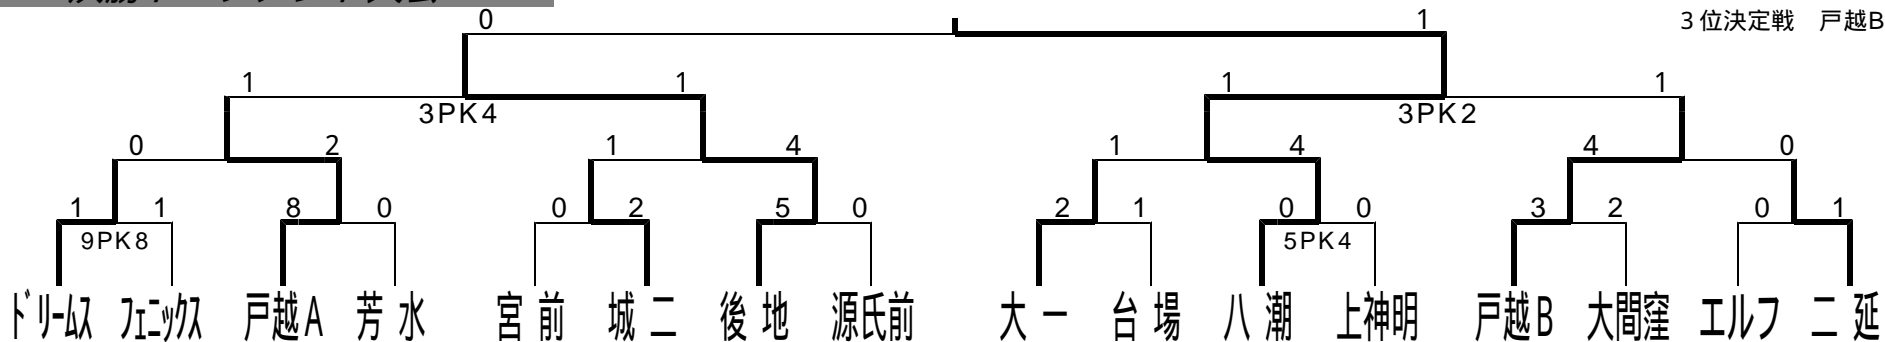 0 1 3位決定戦 戸越B
1 1 1 1
3PK4 3PK2
0 2 1 4 1 4 4 0
1 1 8 0 0 2 5 0 2 1 0 0 3 2 0 1
9PK8 5PK4
ドリームス フェニックス 戸越A 芳水 宮前 城二 後地 源氏前 大一 台場 八潮 上神明 戸越B 大間窪 エルフ 二延